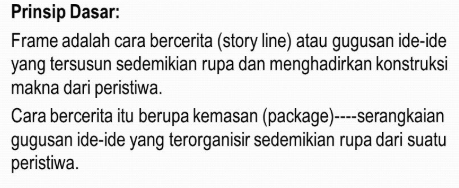 Prinsip Dasar:
Frame adalah cara bercerita (story line) atau gugusan ide-ide
yang tersusun sedemikian rupa dan menghadirkan konstruksi
makna dari peristiwa.
Cara bercerita itu berupa kemasan (package)----serangkaian
gugusan ide-ide yang terorganisir sedemikian rupa dari suatu
peristiwa.